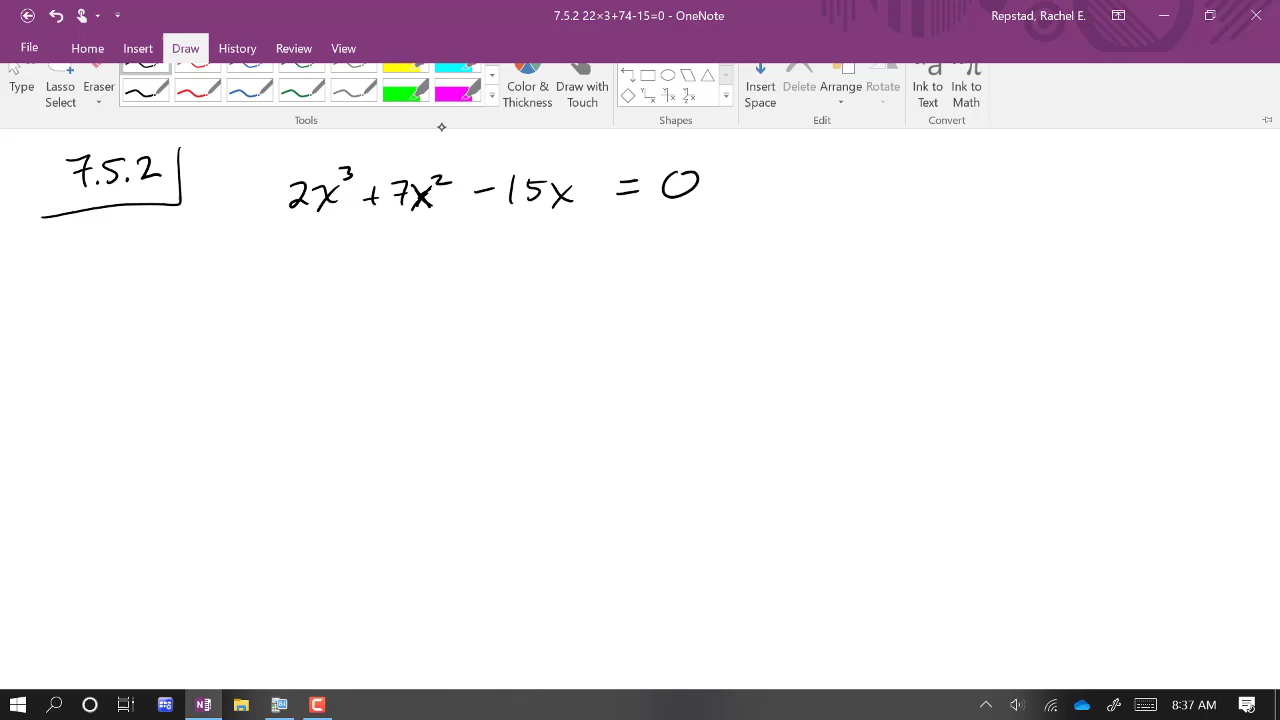 7.5.2 22×3+74-15=0 - OneNote
Repstad, Rachel E.
File Home Insert Draw History Review View
Type Lasso Select Eraser Color & Thickness Draw with Touch Insert Space Delete Arrange Rotate Ink to Text Ink to Math
Tools Shapes Edit Convert
7.5.2 2x³ + 7x² - 15x = 0
8:37 AM